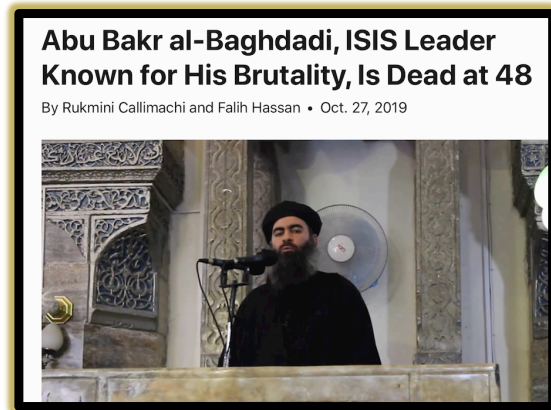 Abu Bakr al-Baghdadi, ISIS Leader
Known for His Brutality, Is Dead at 48
By Rukmini Callimachi and Falih Hassan • Oct. 27, 2019